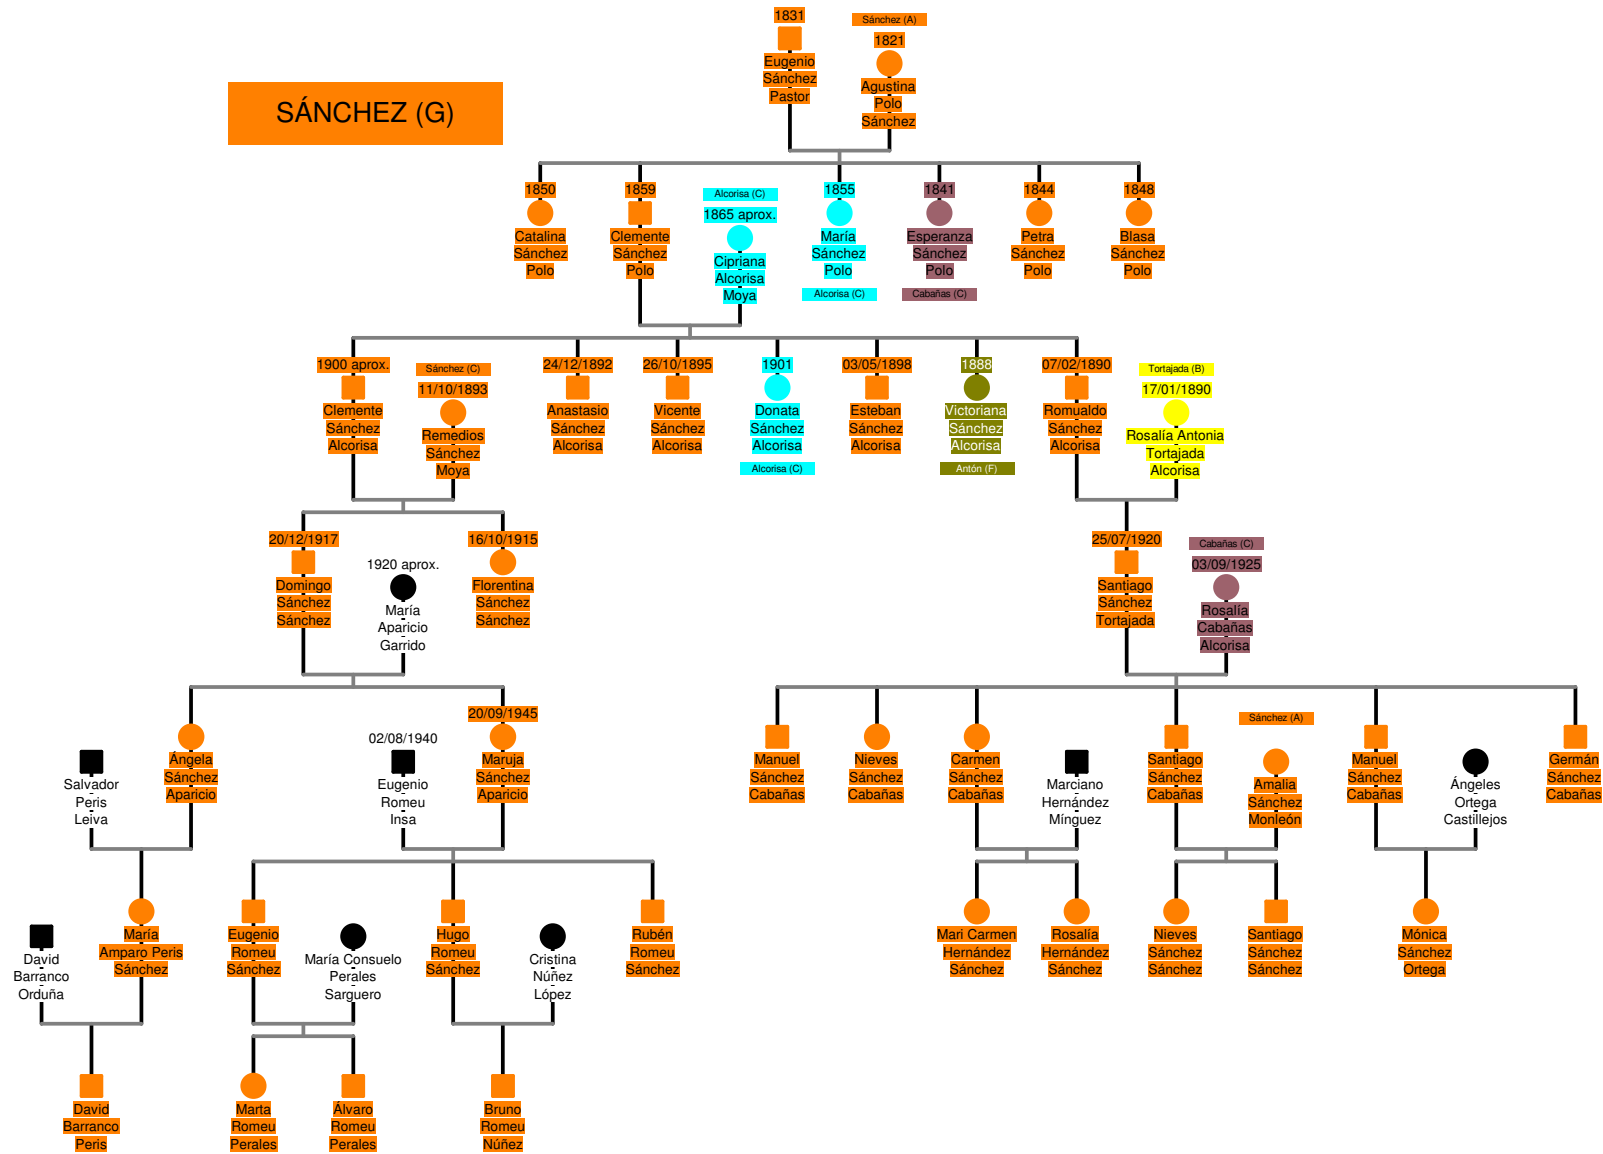 1831
Eugenio
Sánchez
Pastor
Sánchez (A)
1821
Agustina
Polo
Sánchez
SÁNCHEZ (G)
1850
Catalina
Sánchez
Polo
1859
Clemente
Sánchez
Polo
Alcorisa (C)
1865 aprox.
Cipriana
Alcorisa
Moya
1855
María
Sánchez
Polo
Alcorisa (C)
1841
Esperanza
Sánchez
Polo
Cabañas (C)
1844
Petra
Sánchez
Polo
1848
Blasa
Sánchez
Polo
1900 aprox.
Clemente
Sánchez
Alcorisa
Sánchez (C)
11/10/1893
Remedios
Sánchez
Moya
24/12/1892
Anastasio
Sánchez
Alcorisa
26/10/1895
Vicente
Sánchez
Alcorisa
1901
Donata
Sánchez
Alcorisa
Alcorisa (C)
03/05/1898
Esteban
Sánchez
Alcorisa
1888
Victoriana
Sánchez
Alcorisa
Antón (F)
07/02/1890
Romualdo
Sánchez
Alcorisa
Tortajada (B)
17/01/1890
Rosalía Antonia
Tortajada
Alcorisa
20/12/1917
Domingo
Sánchez
Sánchez
1920 aprox.
María
Aparicio
Garrido
16/10/1915
Florentina
Sánchez
Sánchez
25/07/1920
Santiago
Sánchez
Tortajada
Cabañas (C)
03/09/1925
Rosalía
Cabañas
Alcorisa
Salvador
Peris
Leiva
Ángela
Sánchez
Aparicio
02/08/1940
Eugenio
Romeu
Insa
20/09/1945
Maruja
Sánchez
Aparicio
Manuel
Sánchez
Cabañas
Nieves
Sánchez
Cabañas
Carmen
Sánchez
Cabañas
Marciano
Hernández
Mínguez
Santiago
Sánchez
Cabañas
Sánchez (A)
Amalia
Sánchez
Monleón
Manuel
Sánchez
Cabañas
Ángeles
Ortega
Castillejos
Germán
Sánchez
Cabañas
David
Barranco
Orduña
María
Amparo Peris
Sánchez
Eugenio
Romeu
Sánchez
María Consuelo
Perales
Sarguero
Hugo
Romeu
Sánchez
Cristina
Núñez
López
Rubén
Romeu
Sánchez
Mari Carmen
Hernández
Sánchez
Rosalía
Hernández
Sánchez
Nieves
Sánchez
Sánchez
Santiago
Sánchez
Sánchez
Mónica
Sánchez
Ortega
David
Barranco
Peris
Marta
Romeu
Perales
Álvaro
Romeu
Perales
Bruno
Romeu
Núñez